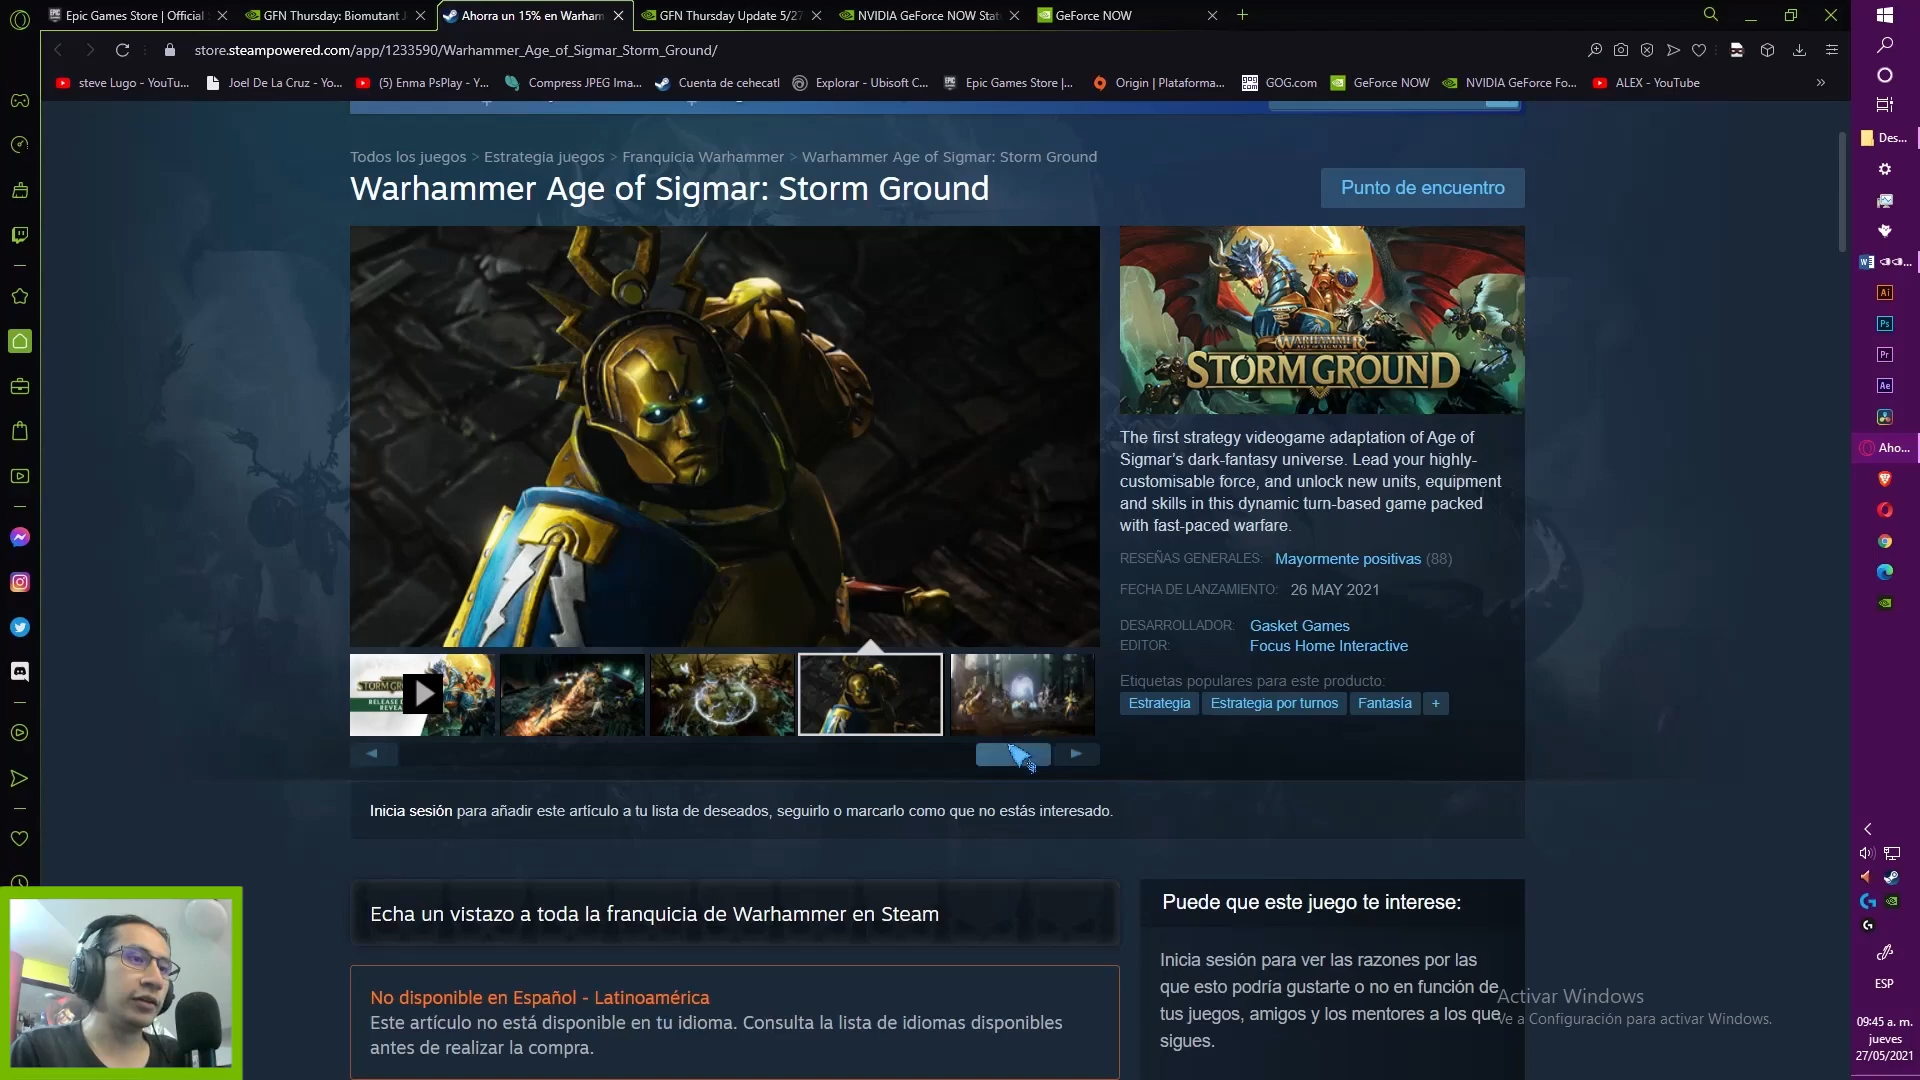 Epic Games Store | Official
GFN Thursday: Biomutant
Ahorra un 15% en Warham
GFN Thursday Update 5/27
NVIDIA GeForce NOW Stat
GeForce NOW
store.steampowered.com/app/1233590/Warhammer_Age_of_Sigmar_Storm_Ground/
steve Lugo - YouTu...
Joel De La Cruz - Yo...
(5) Enma PsPlay - Y...
Compress JPEG Ima...
Cuenta de cehecatl
Explorar - Ubisoft C...
Epic Games Store |...
Origin | Plataforma...
GOG.com
GeForce NOW
NVIDIA GeForce Fo...
ALEX - YouTube
»
Todos los juegos > Estrategia juegos > Franquicia Warhammer > Warhammer Age of Sigmar: Storm Ground
Warhammer Age of Sigmar: Storm Ground
Punto de encuentro
WARHAMMER
AGE OF SIGMAR
STORM GROUND
The first strategy videogame adaptation of Age of
Sigmar's dark-fantasy universe. Lead your highly-
customisable force, and unlock new units, equipment
and skills in this dynamic turn-based game packed
with fast-paced warfare.
RESEÑAS GENERALES: Mayormente positivas (88)
FECHA DE LANZAMIENTO: 26 MAY 2021
DESARROLLADOR: Gasket Games
EDITOR: Focus Home Interactive
Etiquetas populares para este producto:
Estrategia
Estrategia por turnos
Fantasía
+
Inicia sesión para añadir este artículo a tu lista de deseados, seguirlo o marcarlo como que no estás interesado.
Echa un vistazo a toda la franquicia de Warhammer en Steam
No disponible en Español - Latinoamérica
Este artículo no está disponible en tu idioma. Consulta la lista de idiomas disponibles
antes de realizar la compra.
Puede que este juego te interese:
Inicia sesión para ver las razones por las
que esto podría gustarte o no en función de
tus juegos, amigos y los mentores a los que
sigues.
Activar Windows
Ve a Configuración para activar Windows.
Des...
Ai
Ps
Pr
Ae
Aho...
ESP
09:45 a. m.
jueves
27/05/2021